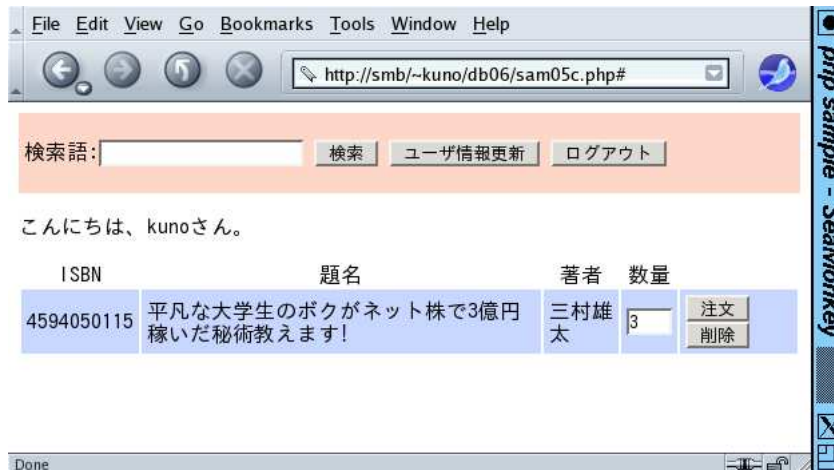 File Edit View Go Bookmarks Tools Window Help
http://smb/~kuno/db06/sam05c.php#
検索語: 検索 ユーザ情報更新 ログアウト
こんにちは、kunoさん。
ISBN 題名 著者 数量
4594050115 平凡な大学生のボクがネット株で3億円
稼いだ秘術教えます!
三村雄
太
3
注文
削除
Done
php sample - SeaMonkey